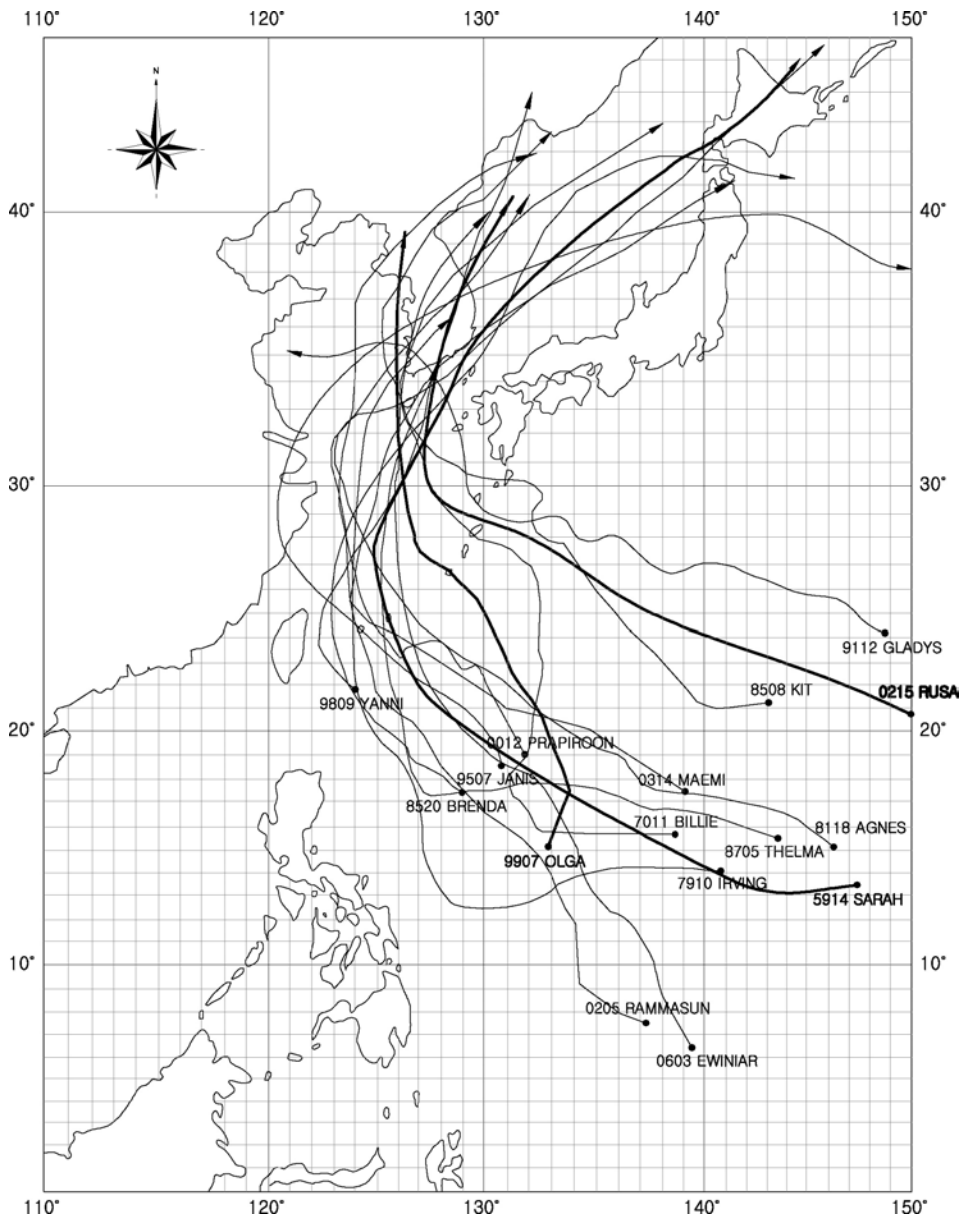 110° 120° 130° 140° 150°
N
40° 40°
30° 30°
9112 GLADYS
8508 KIT
0215 RUSA
9809 YANNI
20° 20°
0012 PRAPIROON
9507 JANIS
0314 MAEMI
8520 BRENDA
7011 BILLIE
8118 AGNES
8705 THELMA
9907 OLGA
7910 IRVING
5914 SARAH
10° 10°
0205 RAMMASUN
0603 EWINIAR
110° 120° 130° 140° 150°